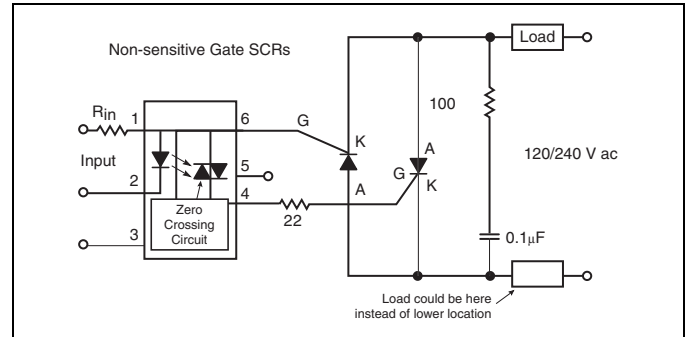 Non-sensitive Gate SCRs
Load
Rin
1
6
G
100
K
A
Input
5
G
K
120/240 V ac
2
A
4
Zero
Crossing
Circuit
22
3
0.1µF
Load could be here
instead of lower location